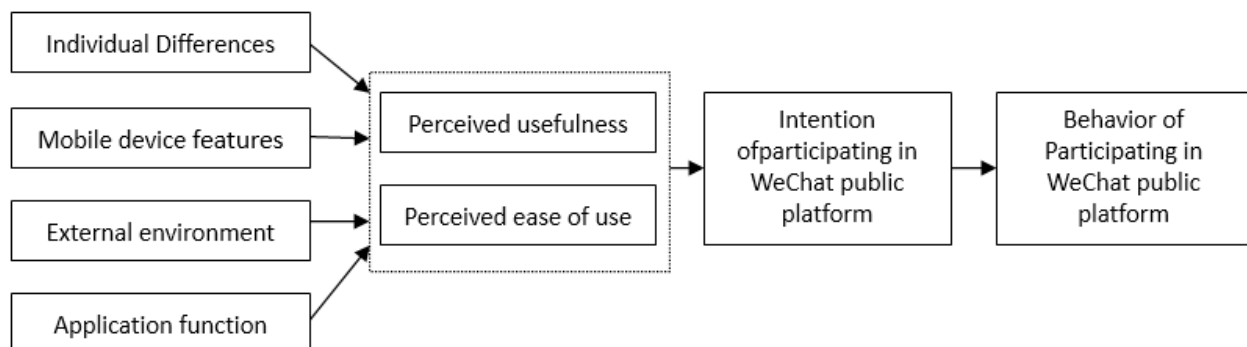 Individual Differences
Mobile device features
External environment
Application function
Perceived usefulness
Perceived ease of use
Intention
ofparticipating in
WeChat public
platform
Behavior of
Participating in
WeChat public
platform